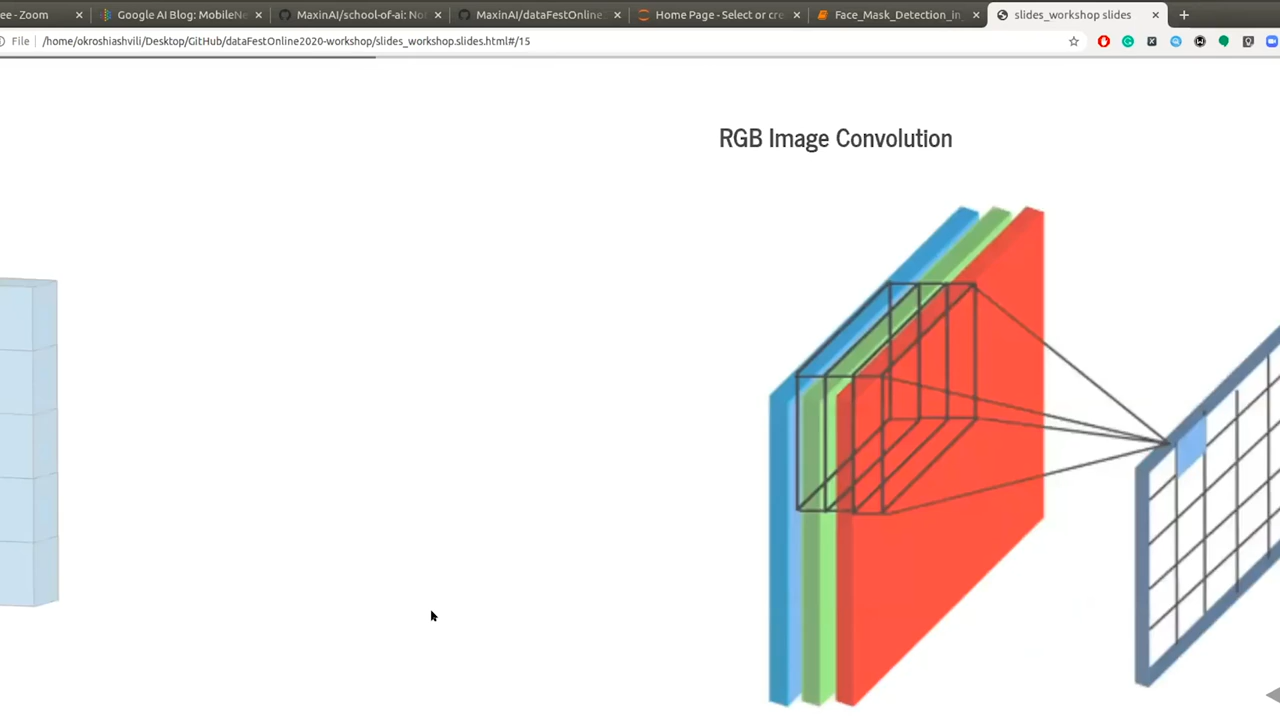 ee - Zoom
Google AI Blog: MobileNe
MaxinAI/school-of-ai: No
MaxinAI/dataFestOnline
Home Page - Select or cre
Face_Mask_Detection_in
slides_workshop slides
File
/home/okroshiashvili/Desktop/GitHub/dataFestOnline2020-workshop/slides_workshop.slides.html#/15
RGB Image Convolution